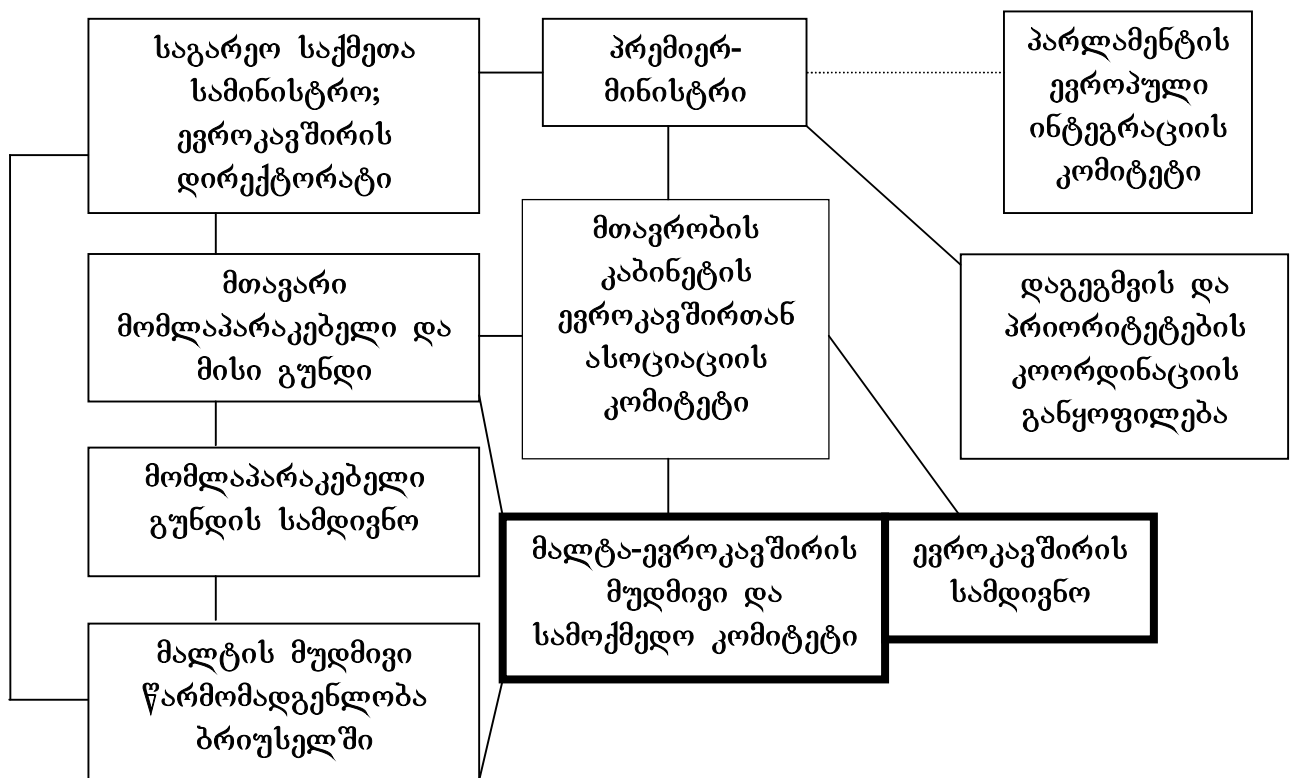 საგარეო საქმეთა
სამინისტრო;
ევროკავშირის
დირექტორატი
პრემიერ-
მინისტრი
პარლამენტის
ევროპული
ინტეგრაციის
კომიტეტი
მთავარი
მომლაპარაკებელი და
მისი გუნდი
მთავრობის
კაბინეტის
ევროკავშირთან
ასოციაციის
კომიტეტი
დაგეგმვის და
პრიორიტეტების
კოორდინაციის
განყოფილება
მომლაპარაკებელი
გუნდის სამდივნო
მალტა-ევროკავშირის
მუდმივი და
სამოქმედო კომიტეტი
ევროკავშირის
სამდივნო
მალტის მუდმივი
წარმომადგენლობა
ბრიუსელში